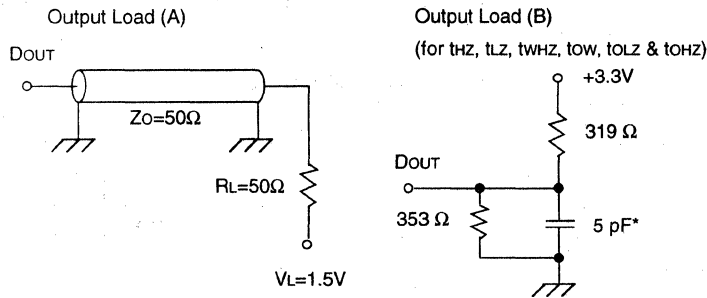 Output Load (A)
DOUT
ZO=50Ω
RL=50Ω
VL=1.5V
Output Load (B)
(for tHZ, tLZ, tWHZ, tOW, tOLZ & tOHZ)
+3.3V
319 Ω
DOUT
353 Ω
5 pF*